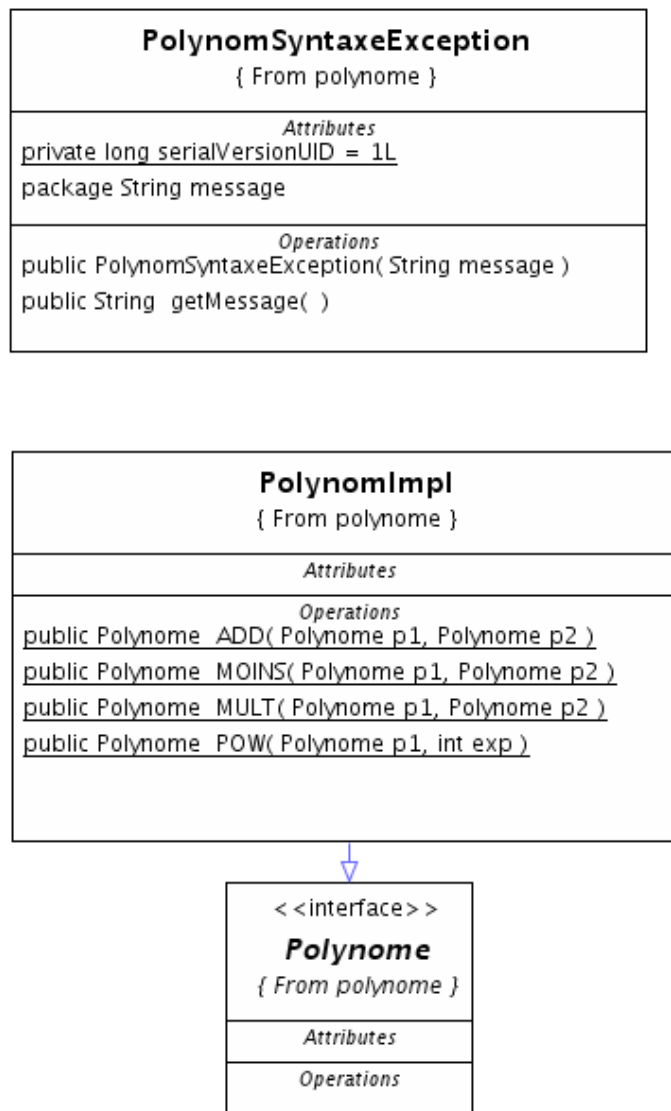 PolynomSyntaxeException
{ From polynome }
Attributes
private long serialVersionUID = 1L
package String message
Operations
public PolynomSyntaxeException( String message )
public String  getMessage( )
PolynomImpl
{ From polynome }
Attributes
Operations
public Polynome  ADD( Polynome p1, Polynome p2 )
public Polynome  MOINS( Polynome p1, Polynome p2 )
public Polynome  MULT( Polynome p1, Polynome p2 )
public Polynome  POW( Polynome p1, int exp )
<<interface>>
Polynome
{ From polynome }
Attributes
Operations